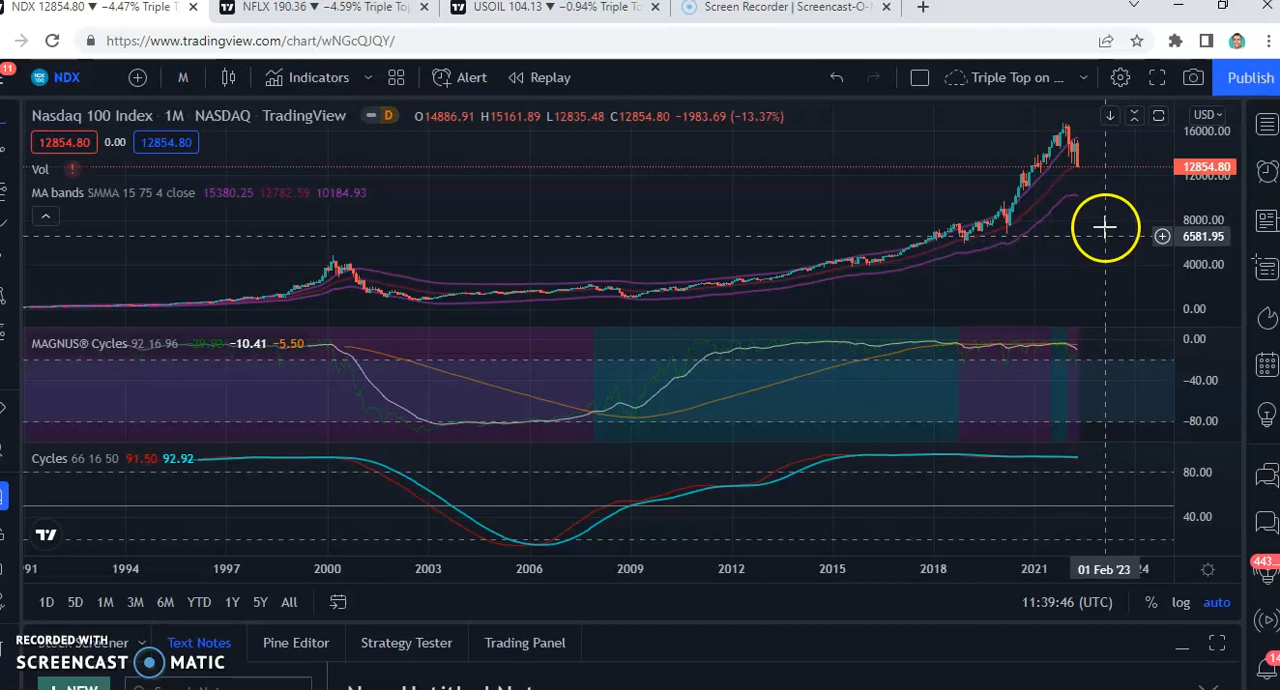 NDX 12854.80 ▼ −4.47% Triple T
NFLX 190.36 ▼ −4.59% Triple To
USOIL 104.13 ▼ −0.94% Triple To
Screen Recorder | Screencast-O-M
https://www.tradingview.com/chart/wNGcQJQY/
11
NDX
M
Indicators
Alert
Replay
Triple Top on ...
Publish
Nasdaq 100 Index · 1M · NASDAQ · TradingView
D
O14886.91 H15161.89 L12835.48 C12854.80 −1983.69 (−13.37%)
USD
12854.80 0.00 12854.80
Vol
MA bands SMMA 15 75 4 close 15380.25 12782.59 10184.93
16000.00
12854.80
12000.00
8000.00
6581.95
4000.00
0.00
MAGNUS® Cycles 92 16 96 −10.41 −5.50
0.00
−40.00
−80.00
Cycles 66 16 50 91.50 92.92
80.00
40.00
1994 1997 2000 2003 2006 2009 2012 2015 2018 2021 01 Feb '23
1D 5D 1M 3M 6M YTD 1Y 5Y All
11:39:46 (UTC) % log auto
443...
RECORDED WITH
SCREENCAST MATIC
Screener Text Notes Pine Editor Strategy Tester Trading Panel
+ NEW
14